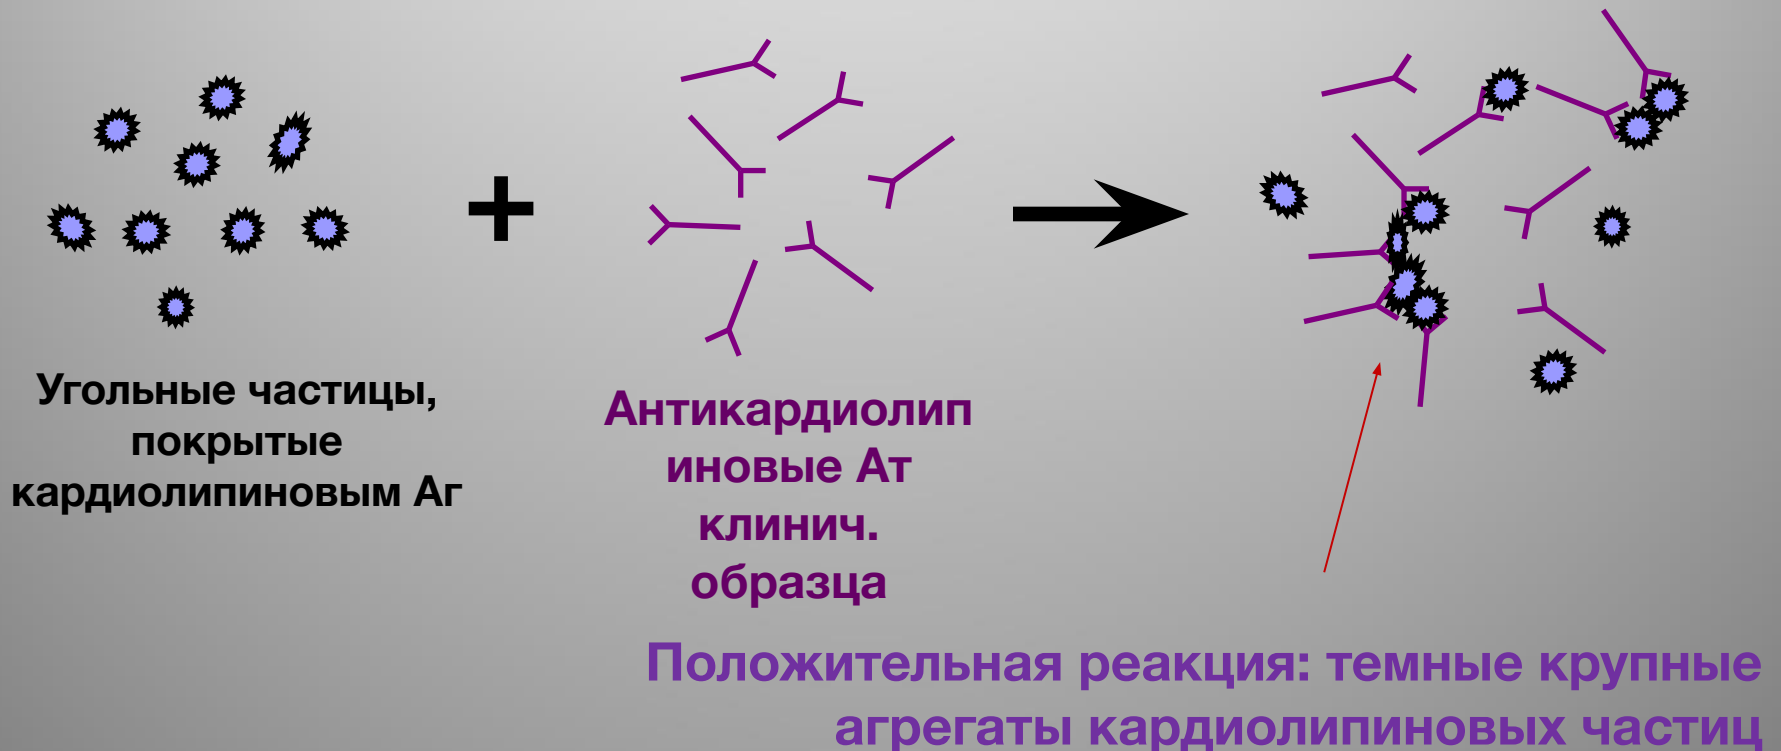 Угольные частицы,
покрытые
кардиолипиновым Аг
+
Антикардиолип
иновые Ат
клинич.
образца
Положительная реакция: темные крупные
агрегаты кардиолипиновых частиц